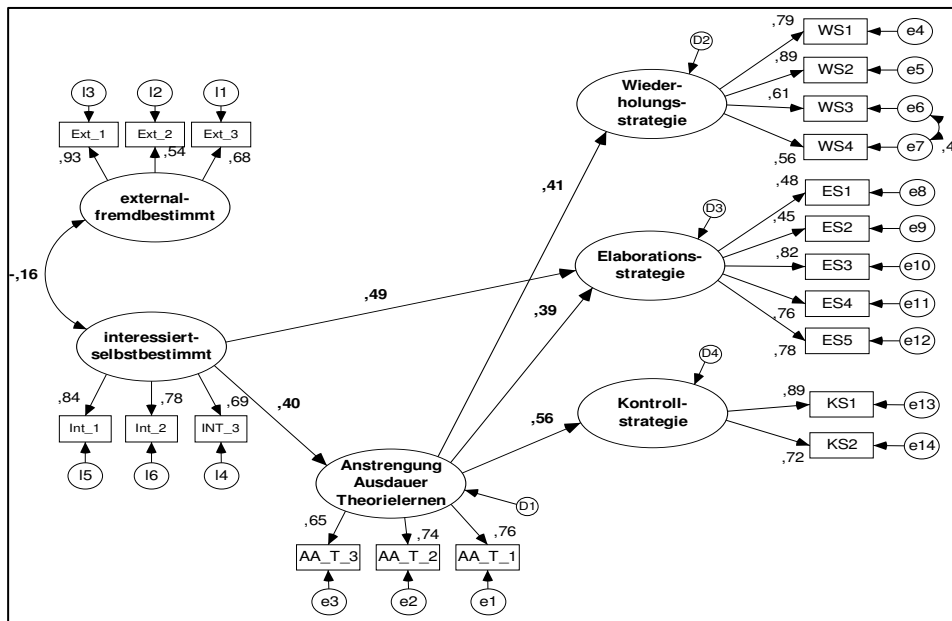 I3
I2
I1
Ext_1
Ext_2
Ext_3
,93
,54
,68
external-
fremdbestimmt
-,16
interessiert-
selbstbestimmt
,84
,78
,69
Int_1
Int_2
INT_3
I5
I6
I4
,40
,49
,41
,39
,56
Anstrengung
Ausdauer
Theorielernen
D1
,65
,74
,76
AA_T_3
AA_T_2
AA_T_1
e3
e2
e1
D2
Wieder-
holungs-
strategie
,79
,89
,61
,56
WS1
e4
WS2
e5
WS3
e6
WS4
e7
D3
Elaborations-
strategie
,48
,45
,82
,76
,78
ES1
e8
ES2
e9
ES3
e10
ES4
e11
ES5
e12
D4
Kontroll-
strategie
,89
,72
KS1
e13
KS2
e14